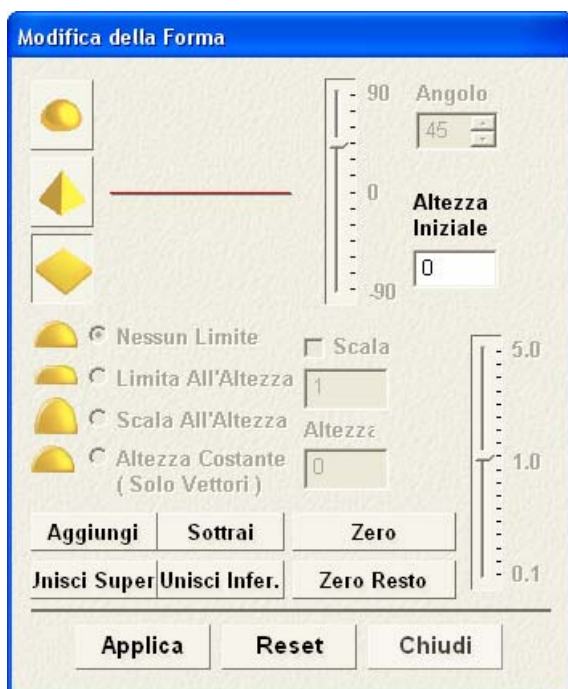 Modifica della Forma
90
Angolo
45
0
Altezza
Iniziale
0
-90
Nessun Limite
Scala
5.0
Limita All'Altezza
1
Scala All'Altezza
Altezza
1.0
Altezza Costante
( Solo Vettori )
0
Aggiungi
Sottrai
Zero
Jnisci Super
Unisci Infer.
Zero Resto
0.1
Applica
Reset
Chiudi